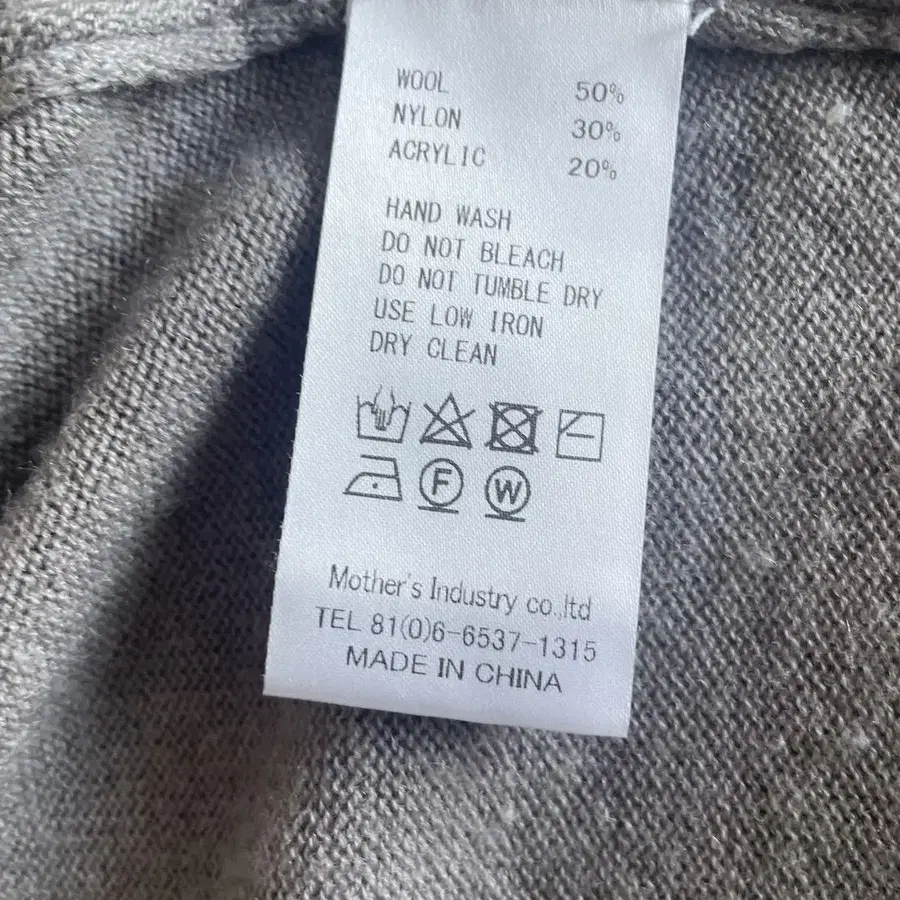 WOOL 50%
NYLON 30%
ACRYLIC 20%
HAND WASH
DO NOT BLEACH
DO NOT TUMBLE DRY
USE LOW IRON
DRY CLEAN
F W
Mother's Industry co.,ltd
TEL 81(0)6-6537-1315
MADE IN CHINA